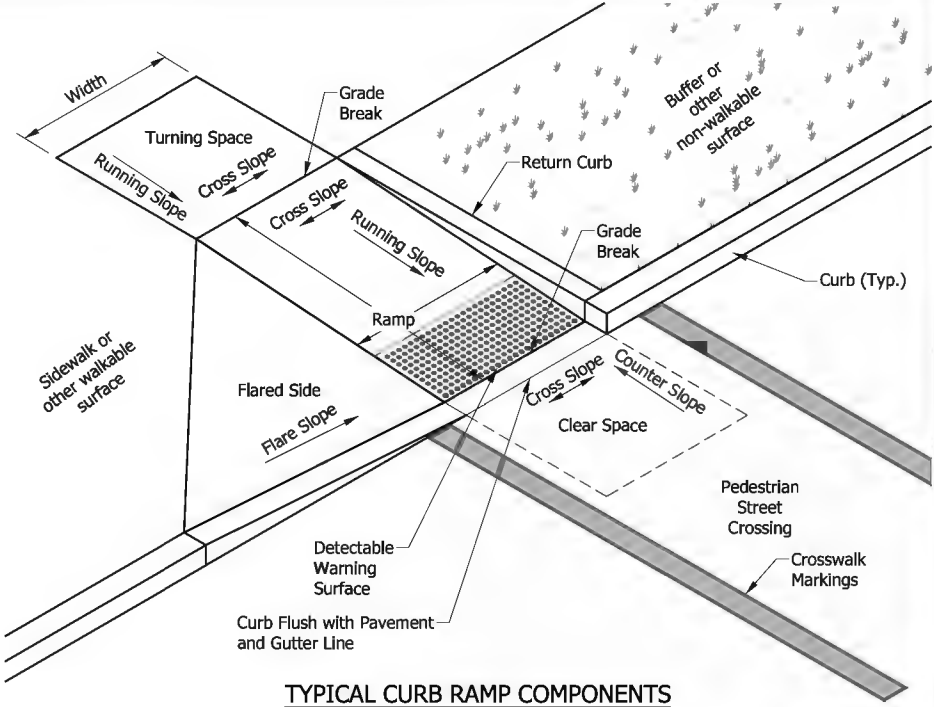 Width
Turning Space
Running Slope
Cross Slope
Grade
Break
Cross Slope
Running Slope
Return Curb
Buffer or
other
non-walkable
surface
Grade
Break
Curb (Typ.)
Ramp
Sidewalk or
other walkable
surface
Flared Side
Flare Slope
Cross Slope
Counter Slope
Clear Space
Pedestrian
Street
Crossing
Detectable
Warning
Surface
Crosswalk
Markings
Curb Flush with Pavement
and Gutter Line
TYPICAL CURB RAMP COMPONENTS